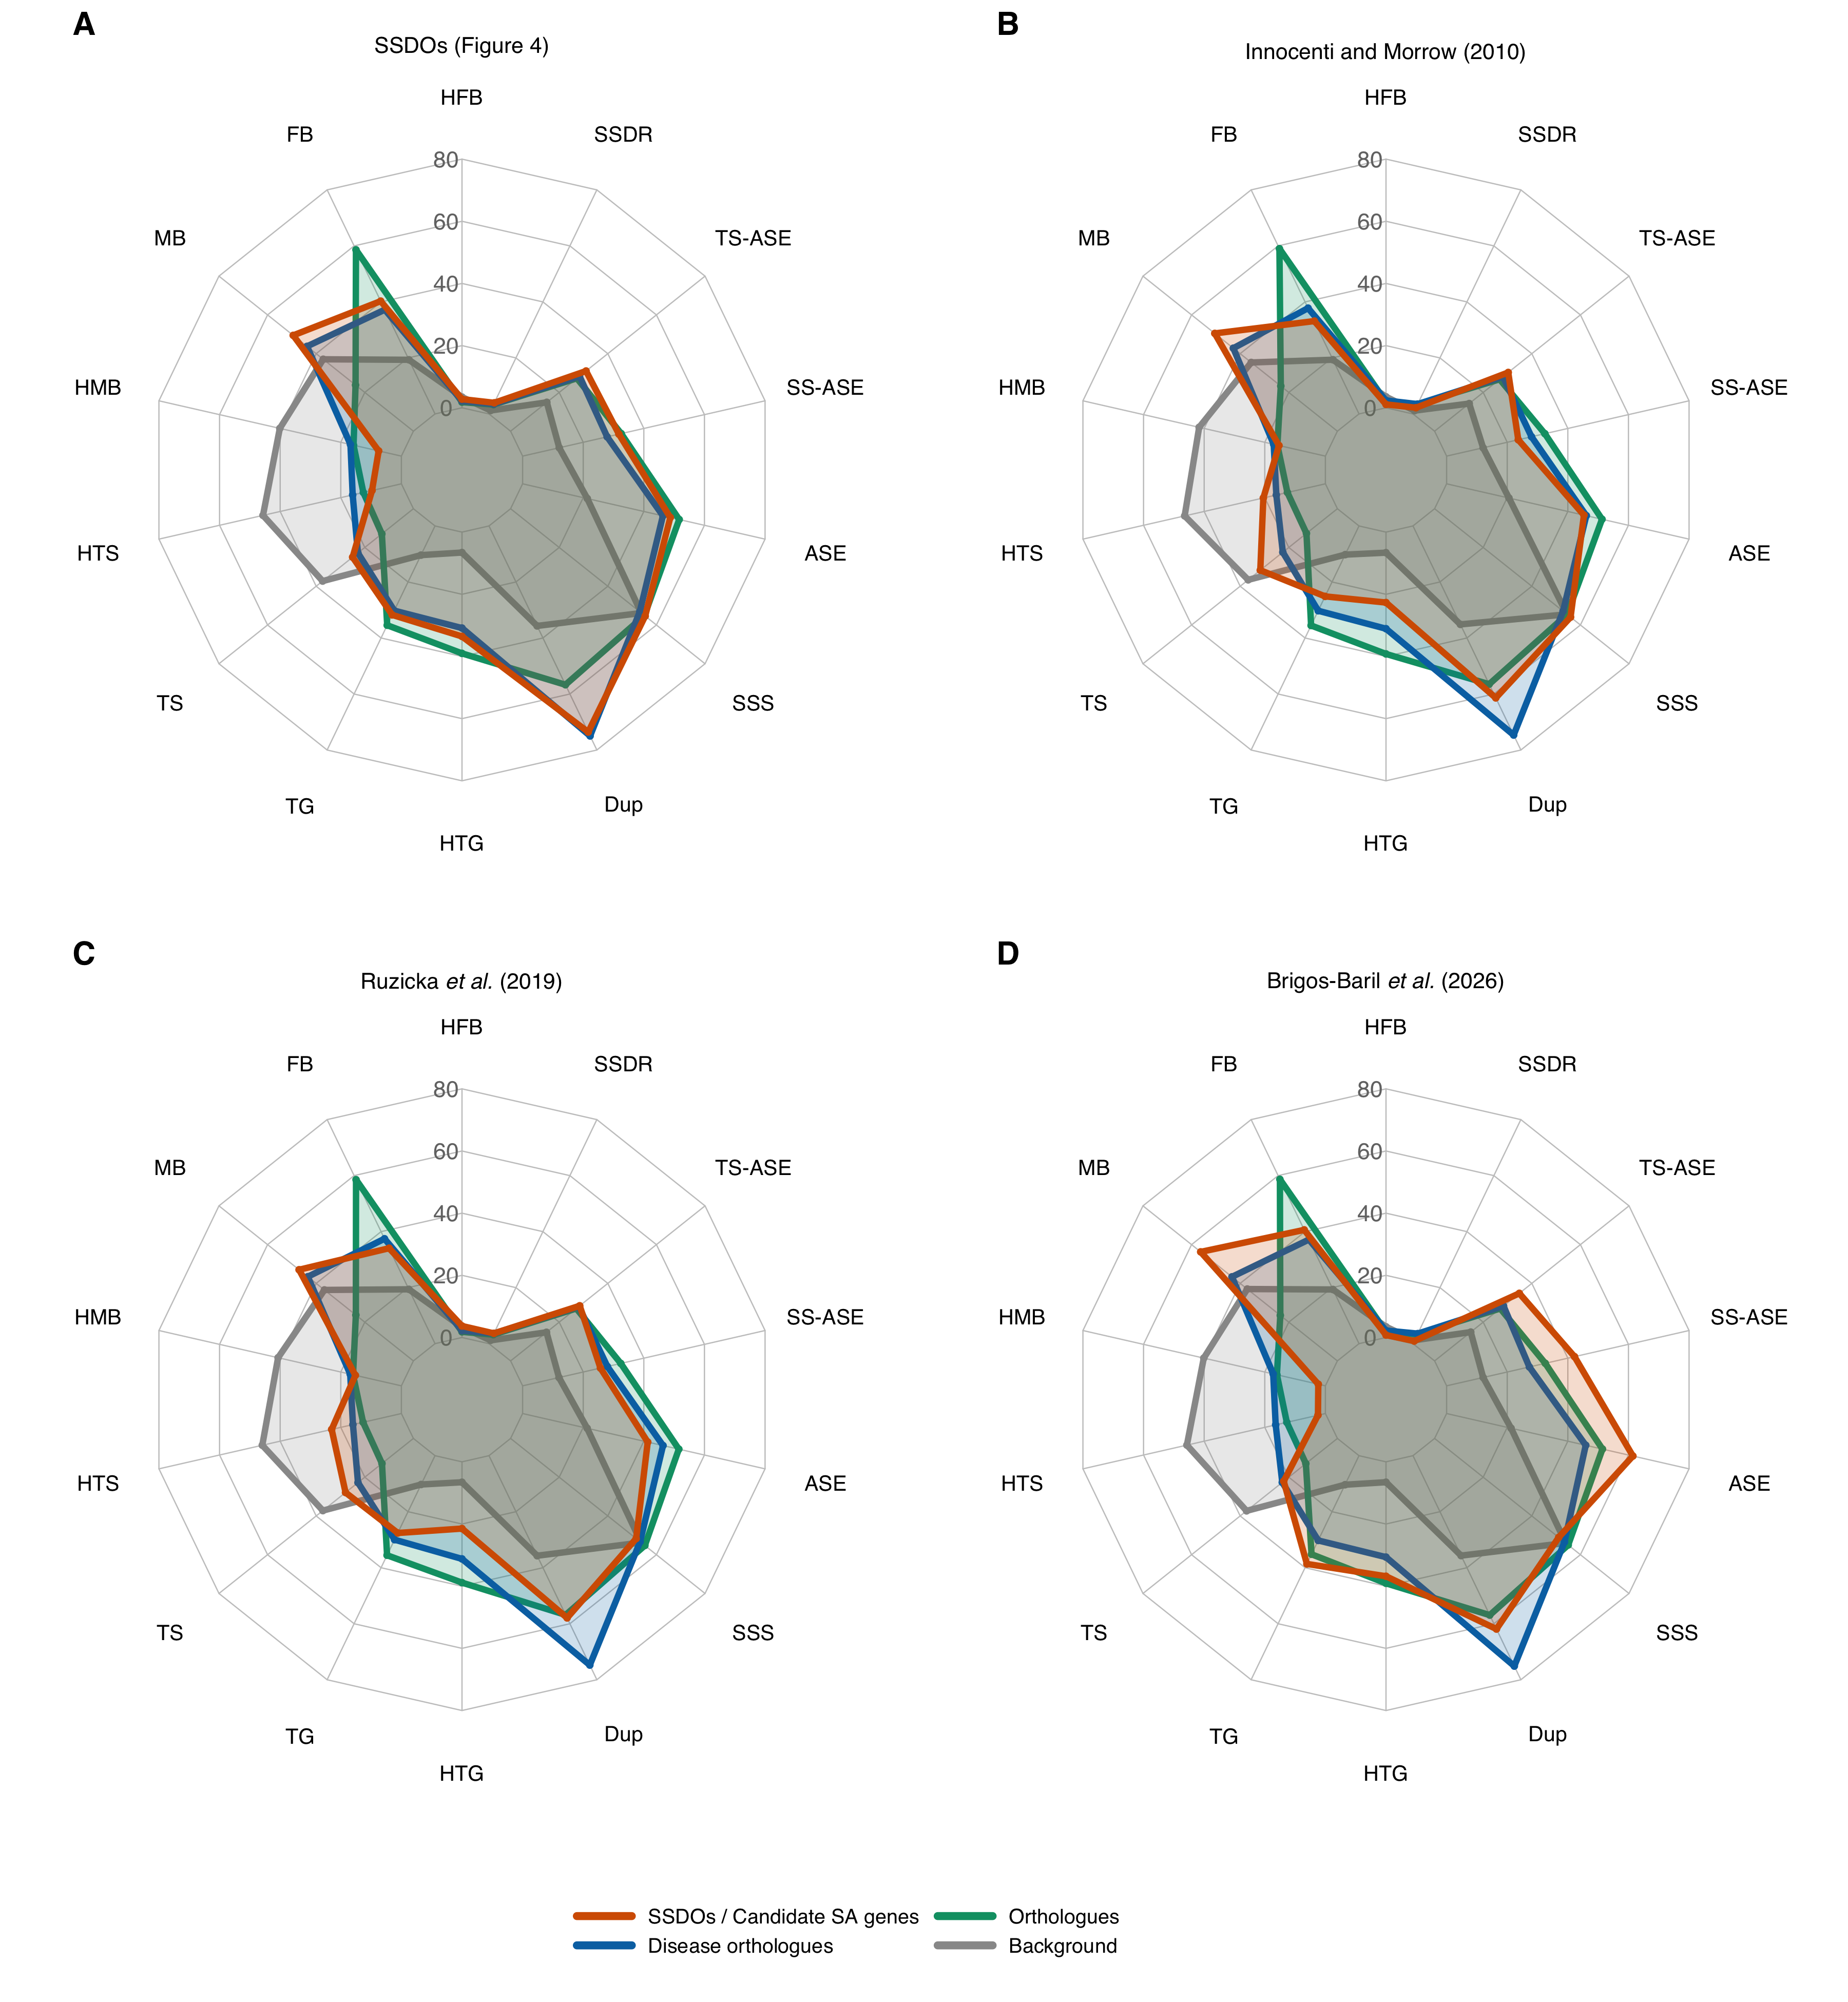 A
SSDOs (Figure 4)
HFB
FB
SSDR
MB
TS-ASE
HMB
SS-ASE
HTS
ASE
TS
SSS
TG
Dup
HTG
80
60
40
20
0
B
Innocenti and Morrow (2010)
HFB
FB
SSDR
MB
TS-ASE
HMB
SS-ASE
HTS
ASE
TS
SSS
TG
Dup
HTG
80
60
40
20
0
C
Ruzicka et al. (2019)
HFB
FB
SSDR
MB
TS-ASE
HMB
SS-ASE
HTS
ASE
TS
SSS
TG
Dup
HTG
80
60
40
20
0
D
Brigos-Baril et al. (2026)
HFB
FB
SSDR
MB
TS-ASE
HMB
SS-ASE
HTS
ASE
TS
SSS
TG
Dup
HTG
80
60
40
20
0
SSDOs / Candidate SA genes
Orthologues
Disease orthologues
Background